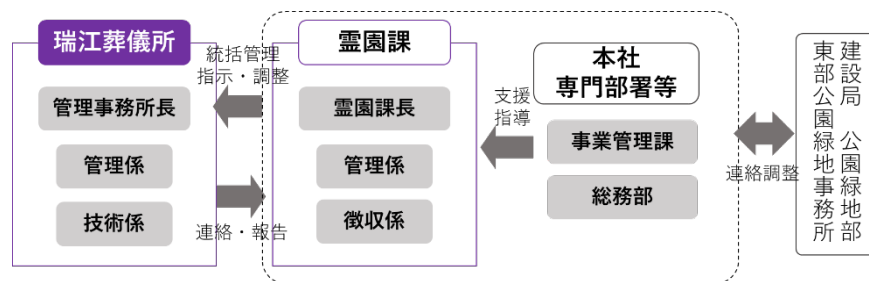 瑞江葬儀所
管理事務所長
管理係
技術係
統括管理
指示・調整
連絡・報告
霊園課
霊園課長
管理係
徴収係
支援
指導
本社
専門部署等
事業管理課
総務部
連絡調整
建設局　公園緑地部
東部公園緑地事務所